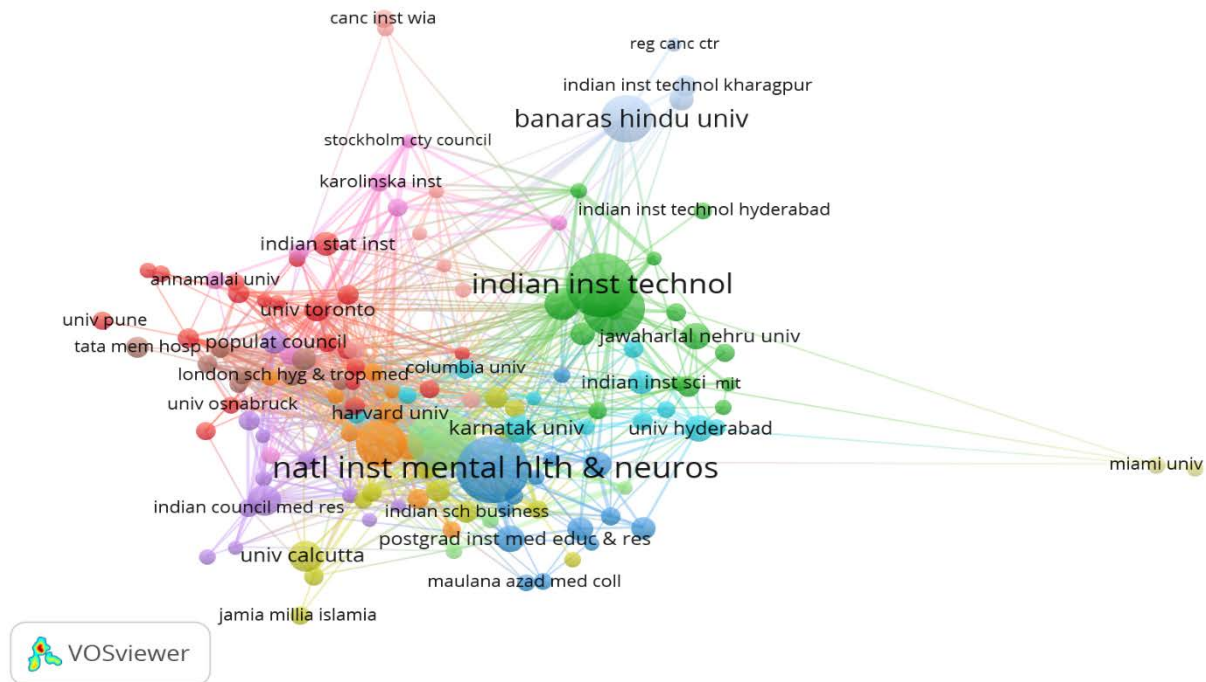 canc inst wia
reg canc ctr
indian inst technol kharagpur
banaras hindu univ
stockholm cty council
karolinska inst
indian inst technol hyderabad
indian stat inst
annamalai univ
indian inst technol
univ toronto
univ pune
populat council
jawaharlal nehru univ
tata mem hosp
london sch hyg & trop med
columbia univ
indian inst sci
mit
univ osnabruck
harvard univ
karnatak univ
univ hyderabad
natl inst mental hlth & neuros
miami univ
indian council med res
indian sch business
postgrad inst med educ & res
univ calcutta
maulana azad med coll
jamia millia islamia
VOSviewer